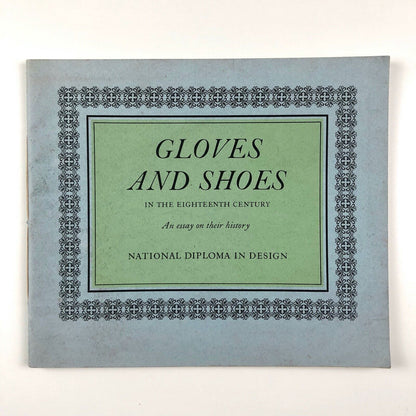 GLOVES
AND SHOES
IN THE EIGHTEENTH CENTURY
An essay on their history
NATIONAL DIPLOMA IN DESIGN